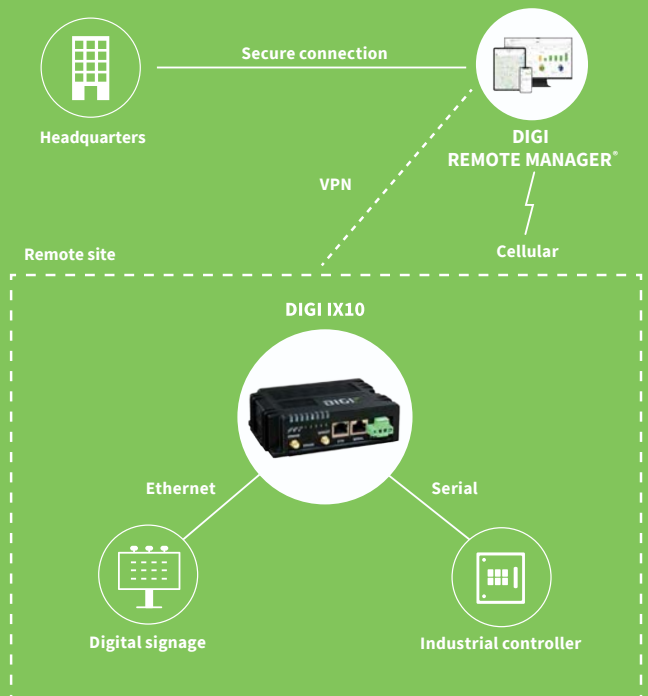 Secure connection
Headquarters
DIGI
REMOTE MANAGER®
VPN
Remote site
Cellular
DIGI IX10
DIGI
Ethernet
Serial
Digital signage
Industrial controller